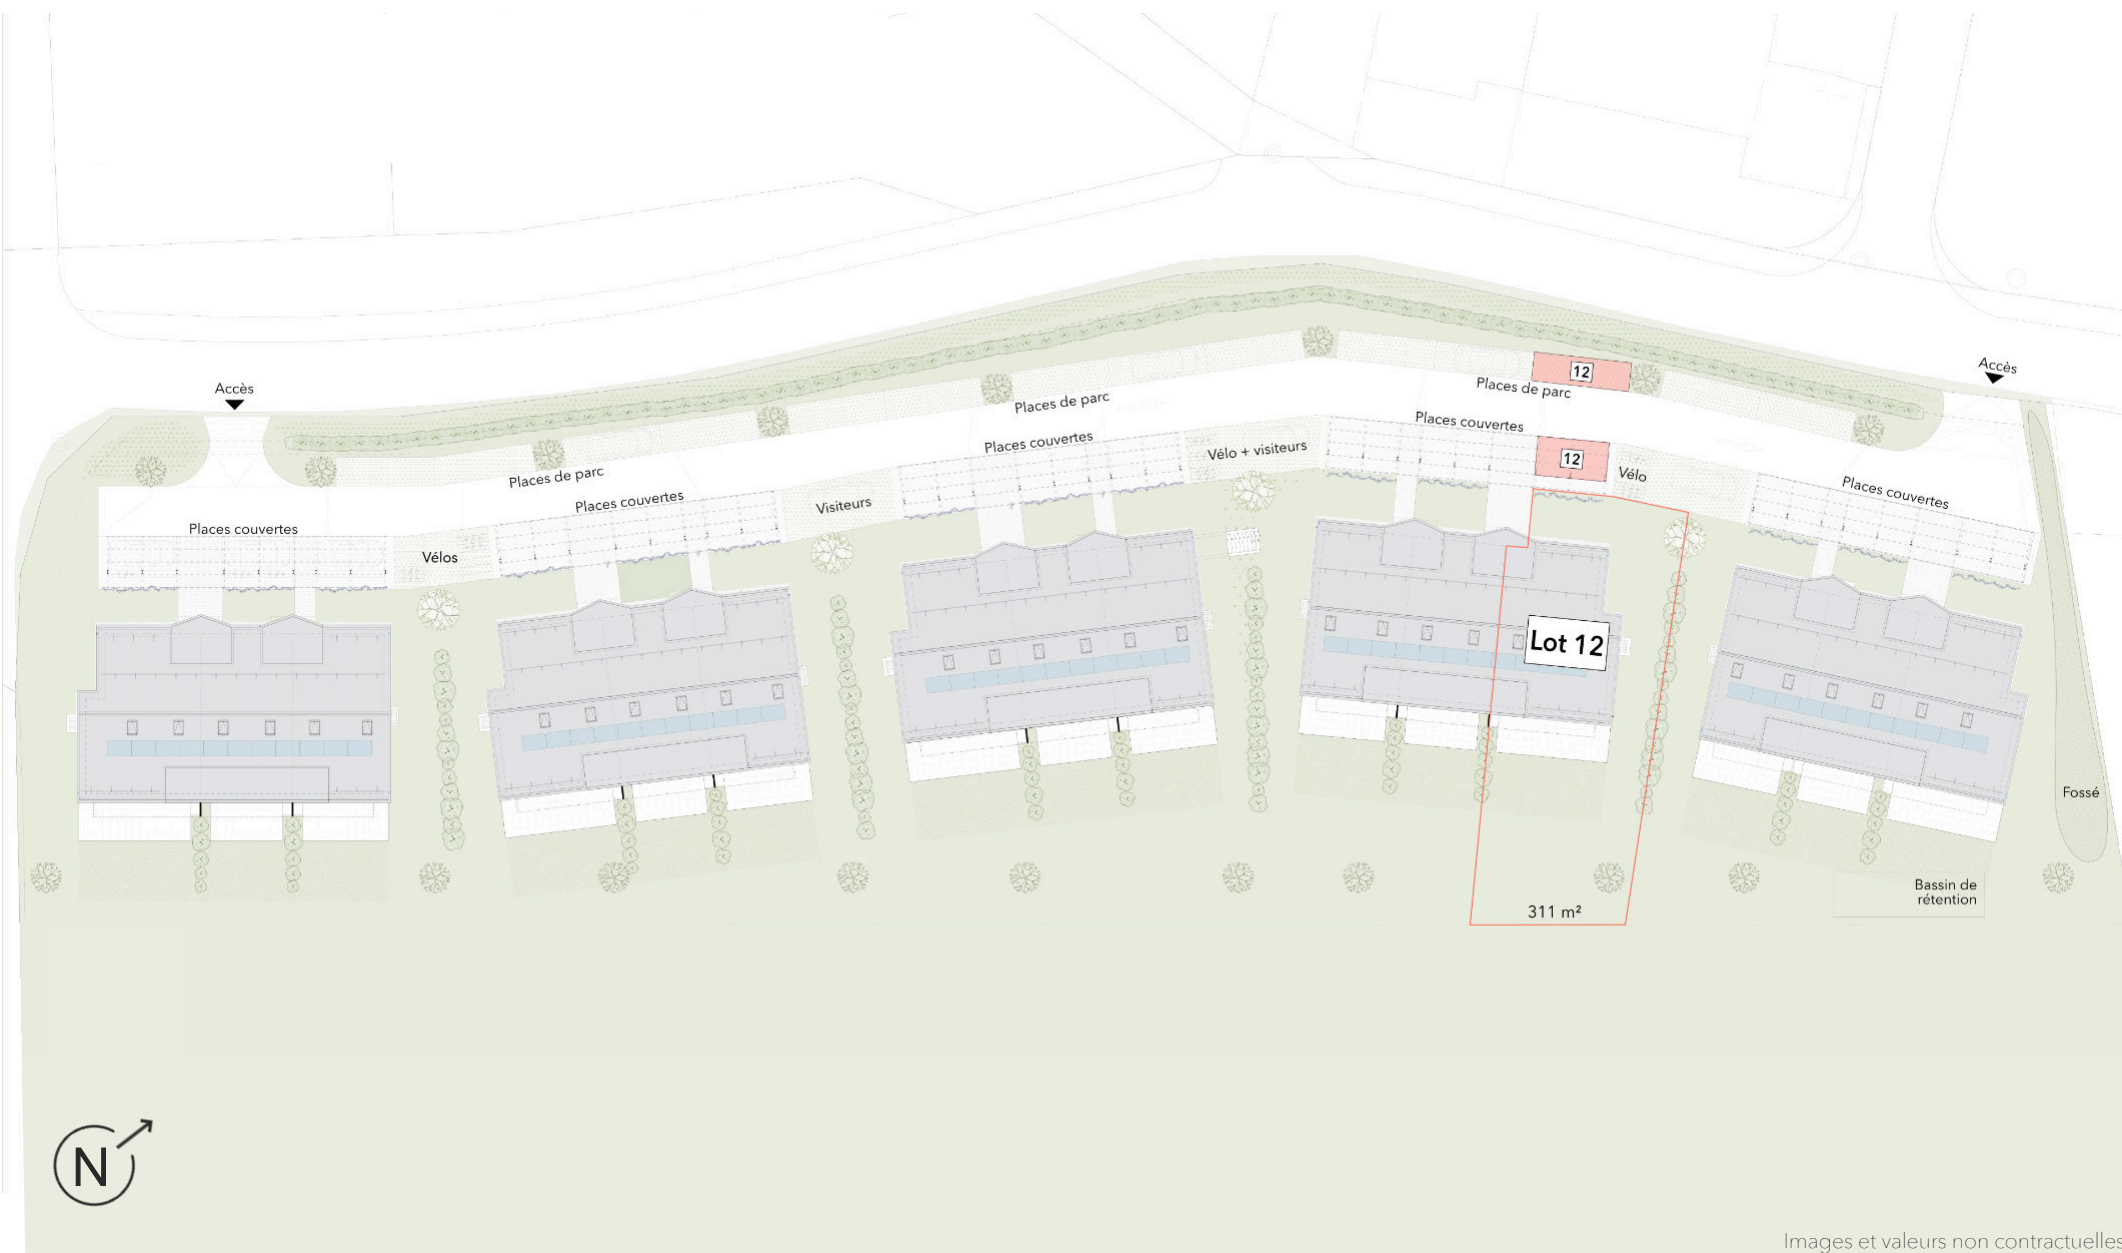 Accès
Accès
12
Places de parc
Places de parc
Places couvertes
Places couvertes
Vélo + visiteurs
12
Vélo
Places de parc
Places couvertes
Places couvertes
Visiteurs
Places couvertes
Vélos
Lot 12
Fossé
Bassin de
rétention
311 m²
N
Images et valeurs non contractuelles